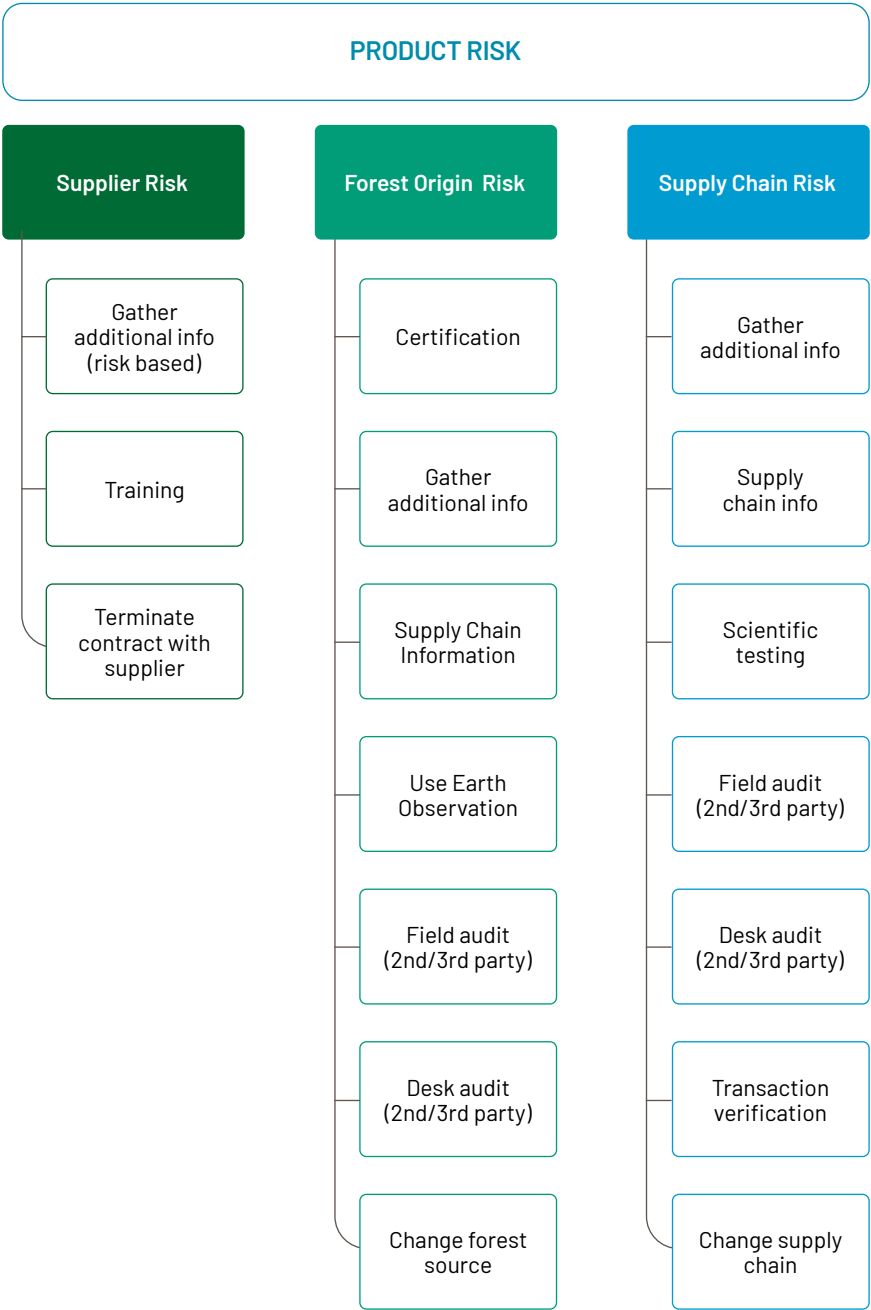 PRODUCT RISK
Supplier Risk
Gather
additional info
(risk based)
Training
Terminate
contract with
supplier
Forest Origin Risk
Certification
Gather
additional info
Supply Chain
Information
Use Earth
Observation
Field audit
(2nd/3rd party)
Desk audit
(2nd/3rd party)
Change forest
source
Supply Chain Risk
Gather
additional info
Supply
chain info
Scientific
testing
Field audit
(2nd/3rd party)
Desk audit
(2nd/3rd party)
Transaction
verification
Change supply
chain